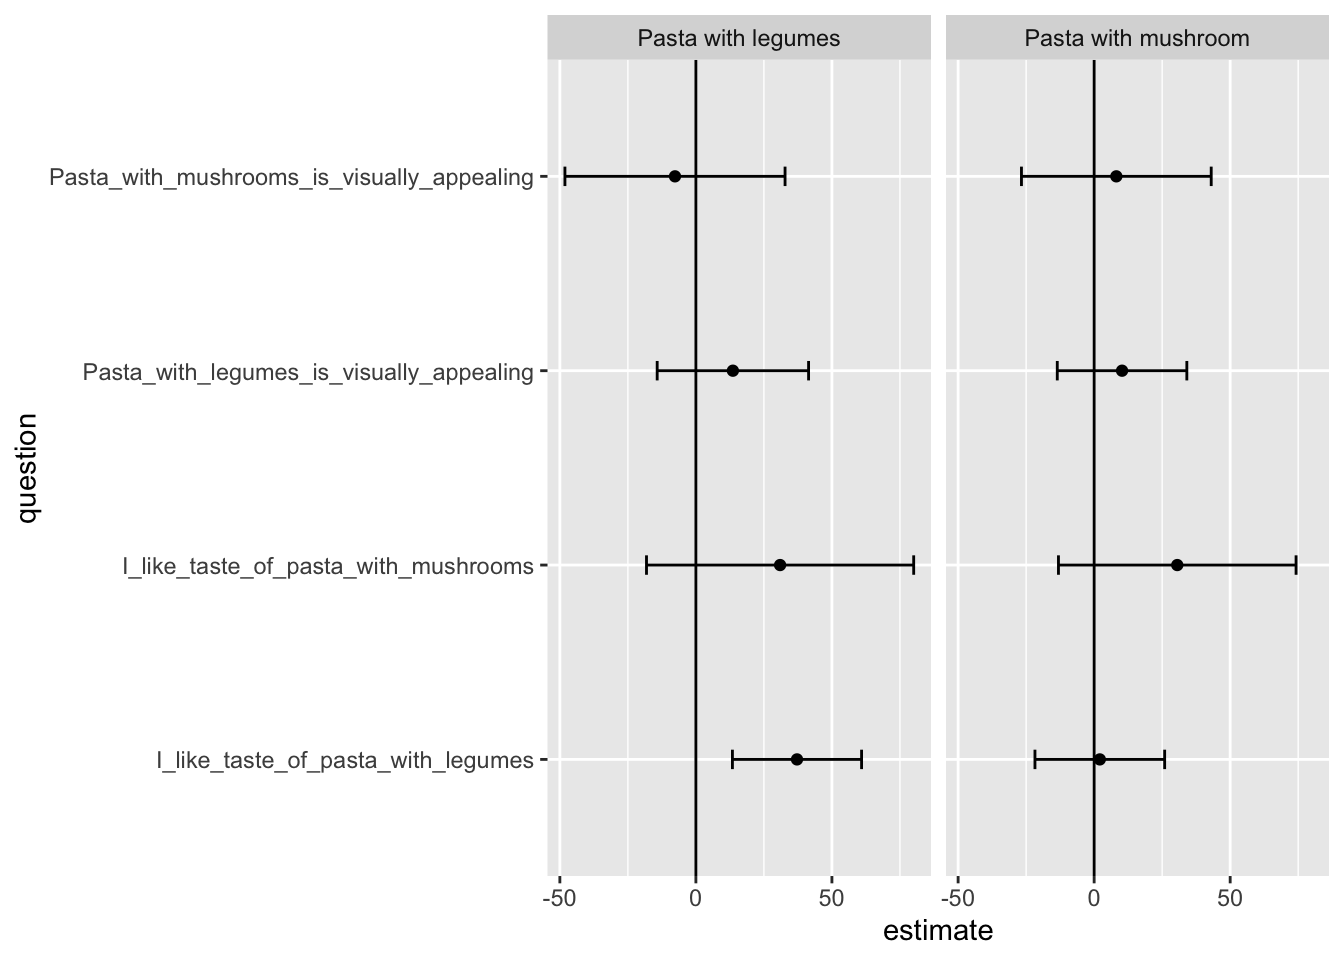 Pasta with legumes
Pasta with mushroom
Pasta_with_mushrooms_is_visually_appealing
Pasta_with_legumes_is_visually_appealing
I_like_taste_of_pasta_with_mushrooms
I_like_taste_of_pasta_with_legumes
question
-50 0 50
-50 0 50
estimate